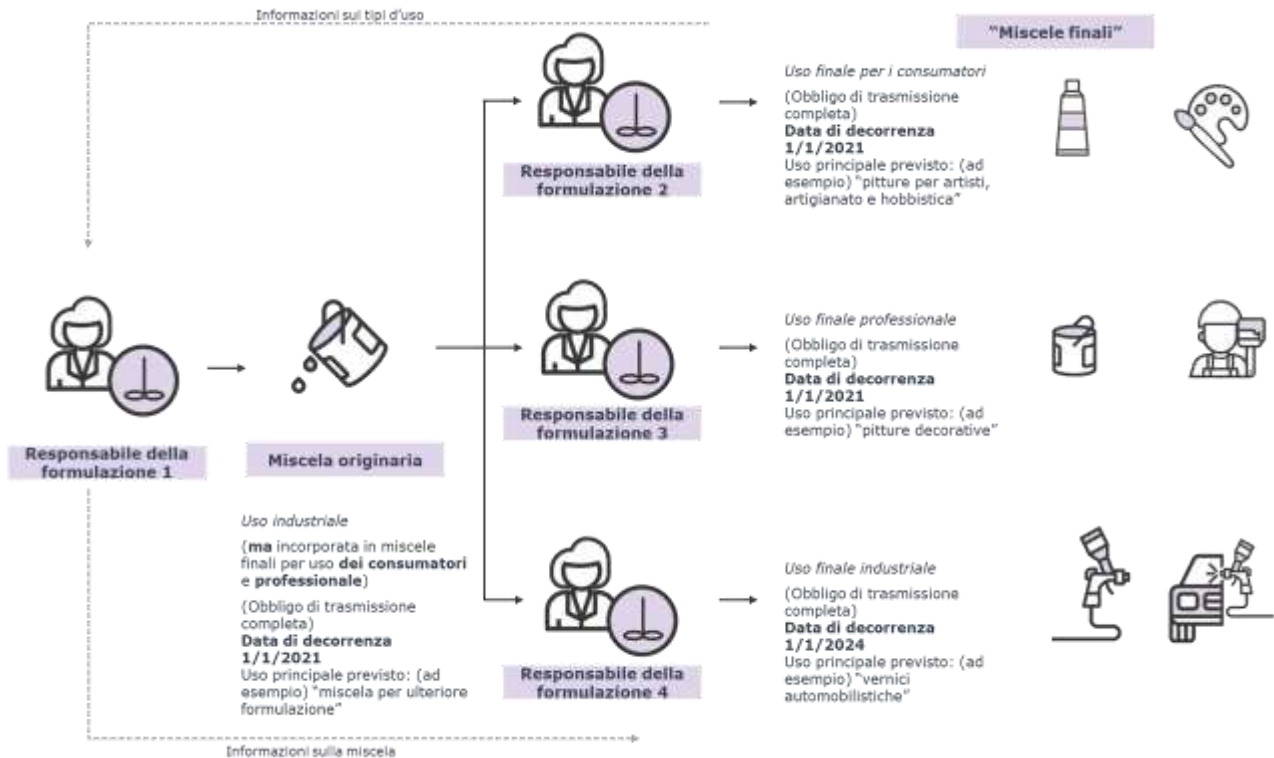 Informazioni sui tipi d'uso
"Miscele finali"
Uso finale per i consumatori
(Obbligo di trasmissione
completa)
Data di decorrenza
1/1/2021
Uso principale previsto: (ad
esempio) "pitture per artisti,
artigianato e hobbistica"
Responsabile della
formulazione 2
Uso finale professionale
(Obbligo di trasmissione
completa)
Data di decorrenza
1/1/2021
Uso principale previsto: (ad
esempio) "pitture decorative"
Responsabile della
formulazione 3
Responsabile della
formulazione 1
Miscela originaria
Uso industriale
(ma incorporata in miscele
finali per uso dei consumatori
e professionale)
(Obbligo di trasmissione
completa)
Data di decorrenza
1/1/2021
Uso principale previsto: (ad
esempio) "miscela per ulteriore
formulazione"
Uso finale industriale
(Obbligo di trasmissione
completa)
Data di decorrenza
1/1/2024
Uso principale previsto: (ad
esempio) "vernici
automobilistiche"
Responsabile della
formulazione 4
Informazioni sulla miscela